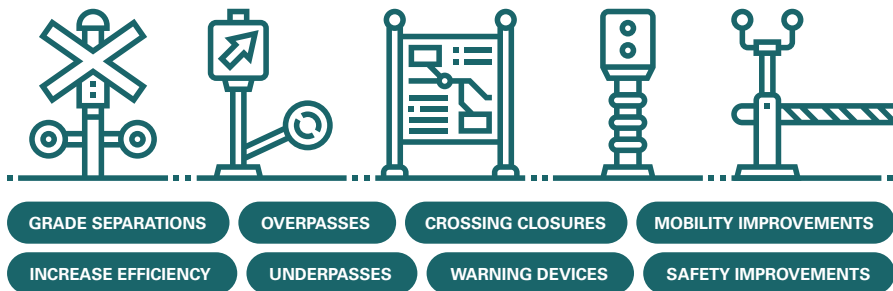 GRADE SEPARATIONS OVERPASSES CROSSING CLOSURES MOBILITY IMPROVEMENTS
INCREASE EFFICIENCY UNDERPASSES WARNING DEVICES SAFETY IMPROVEMENTS